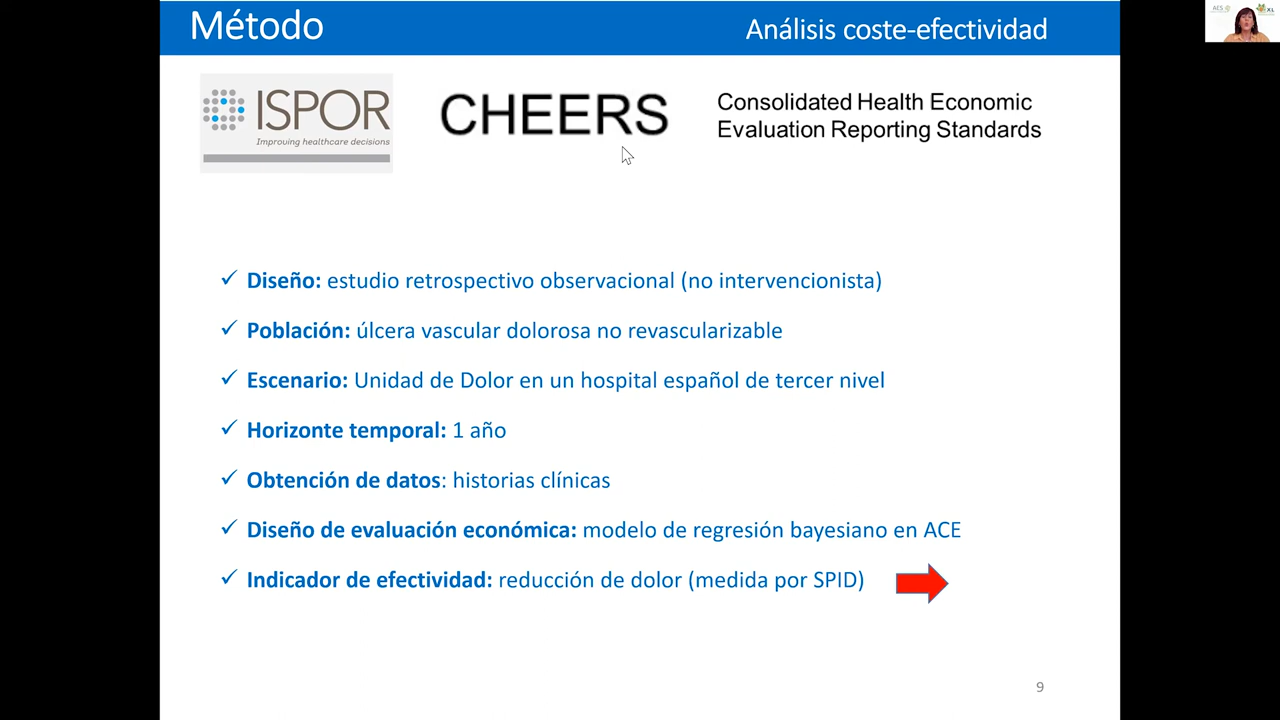 Método
Análisis coste-efectividad
ISPOR
Improving healthcare decisions
CHEERS
Consolidated Health Economic
Evaluation Reporting Standards
✓ Diseño: estudio retrospectivo observacional (no intervencionista)
✓ Población: úlcera vascular dolorosa no revascularizable
✓ Escenario: Unidad de Dolor en un hospital español de tercer nivel
✓ Horizonte temporal: 1 año
✓ Obtención de datos: historias clínicas
✓ Diseño de evaluación económica: modelo de regresión bayesiano en ACE
✓ Indicador de efectividad: reducción de dolor (medida por SPID)
9
AES
XL